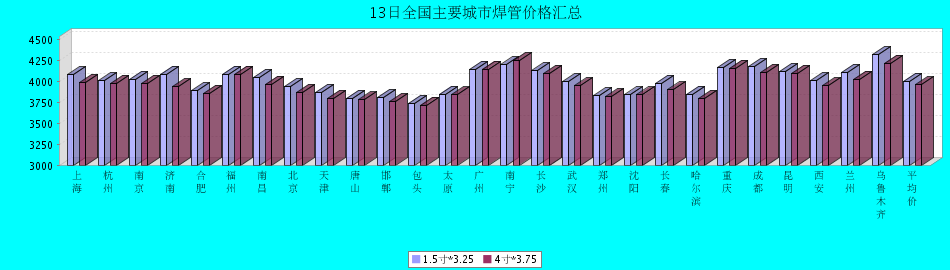 13日全国主要城市焊管价格汇总
4500
4250
4000
3750
3500
3250
3000
上海
杭州
南京
济南
合肥
福州
南昌
北京
天津
唐山
邯郸
包头
太原
广州
南宁
长沙
武汉
郑州
沈阳
长春
哈尔滨
重庆
成都
昆明
西安
兰州
乌鲁木齐
平均价
1.5寸*3.25
4寸*3.75